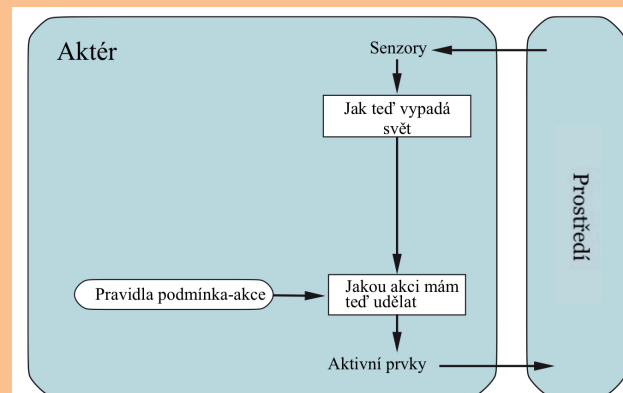 Aktér
Senzory
Jak teď vypadá
svět
Prostředí
Pravidla podmínka-akce
Jakou akci mám
teď udělat
Aktivní prvky